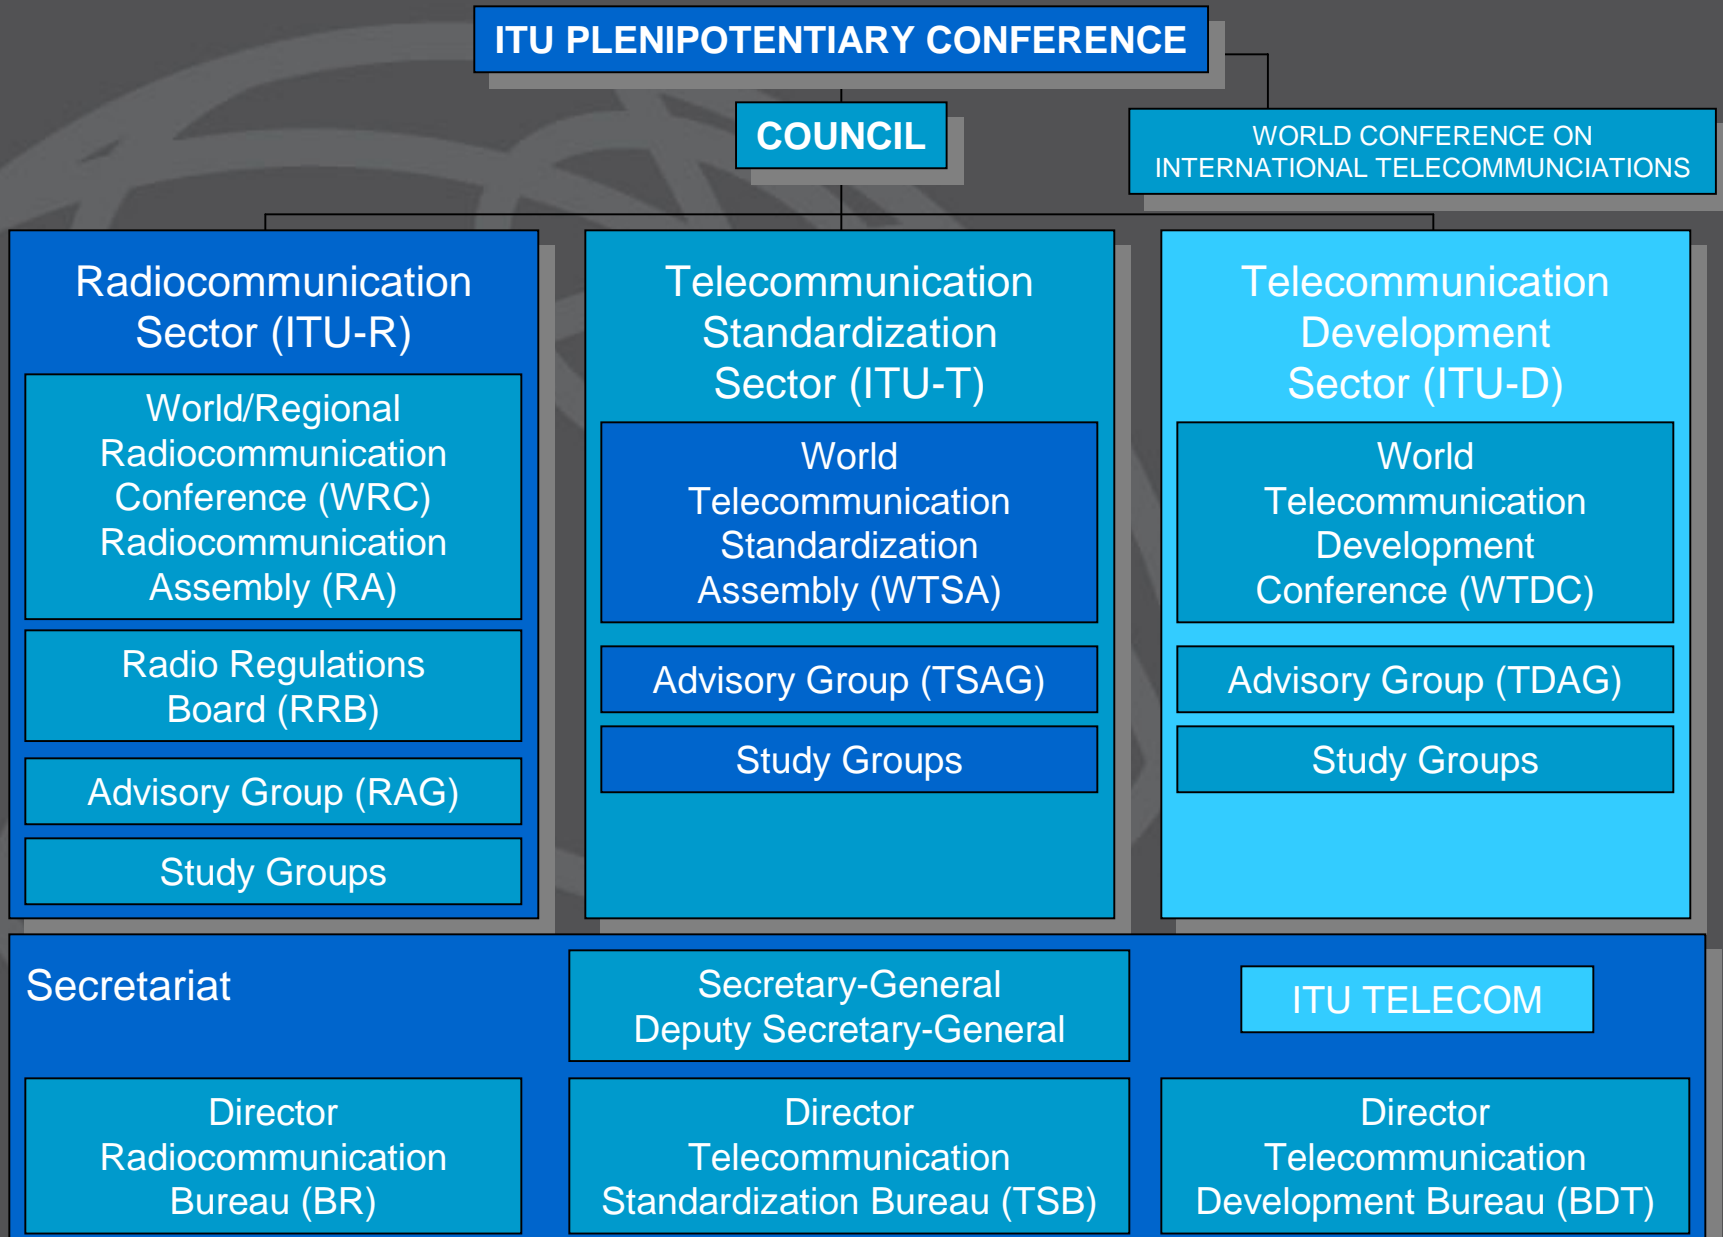 ITU PLENIPOTENTIARY CONFERENCE
COUNCIL
WORLD CONFERENCE ON
INTERNATIONAL TELECOMMUNCIATIONS
Radiocommunication
Sector (ITU-R)
World/Regional
Radiocommunication
Conference (WRC)
Radiocommunication
Assembly (RA)
Radio Regulations
Board (RRB)
Advisory Group (RAG)
Study Groups
Telecommunication
Standardization
Sector (ITU-T)
World
Telecommunication
Standardization
Assembly (WTSA)
Advisory Group (TSAG)
Study Groups
Telecommunication
Development
Sector (ITU-D)
World
Telecommunication
Development
Conference (WTDC)
Advisory Group (TDAG)
Study Groups
Secretariat
Secretary-General
Deputy Secretary-General
ITU TELECOM
Director
Radiocommunication
Bureau (BR)
Director
Telecommunication
Standardization Bureau (TSB)
Director
Telecommunication
Development Bureau (BDT)